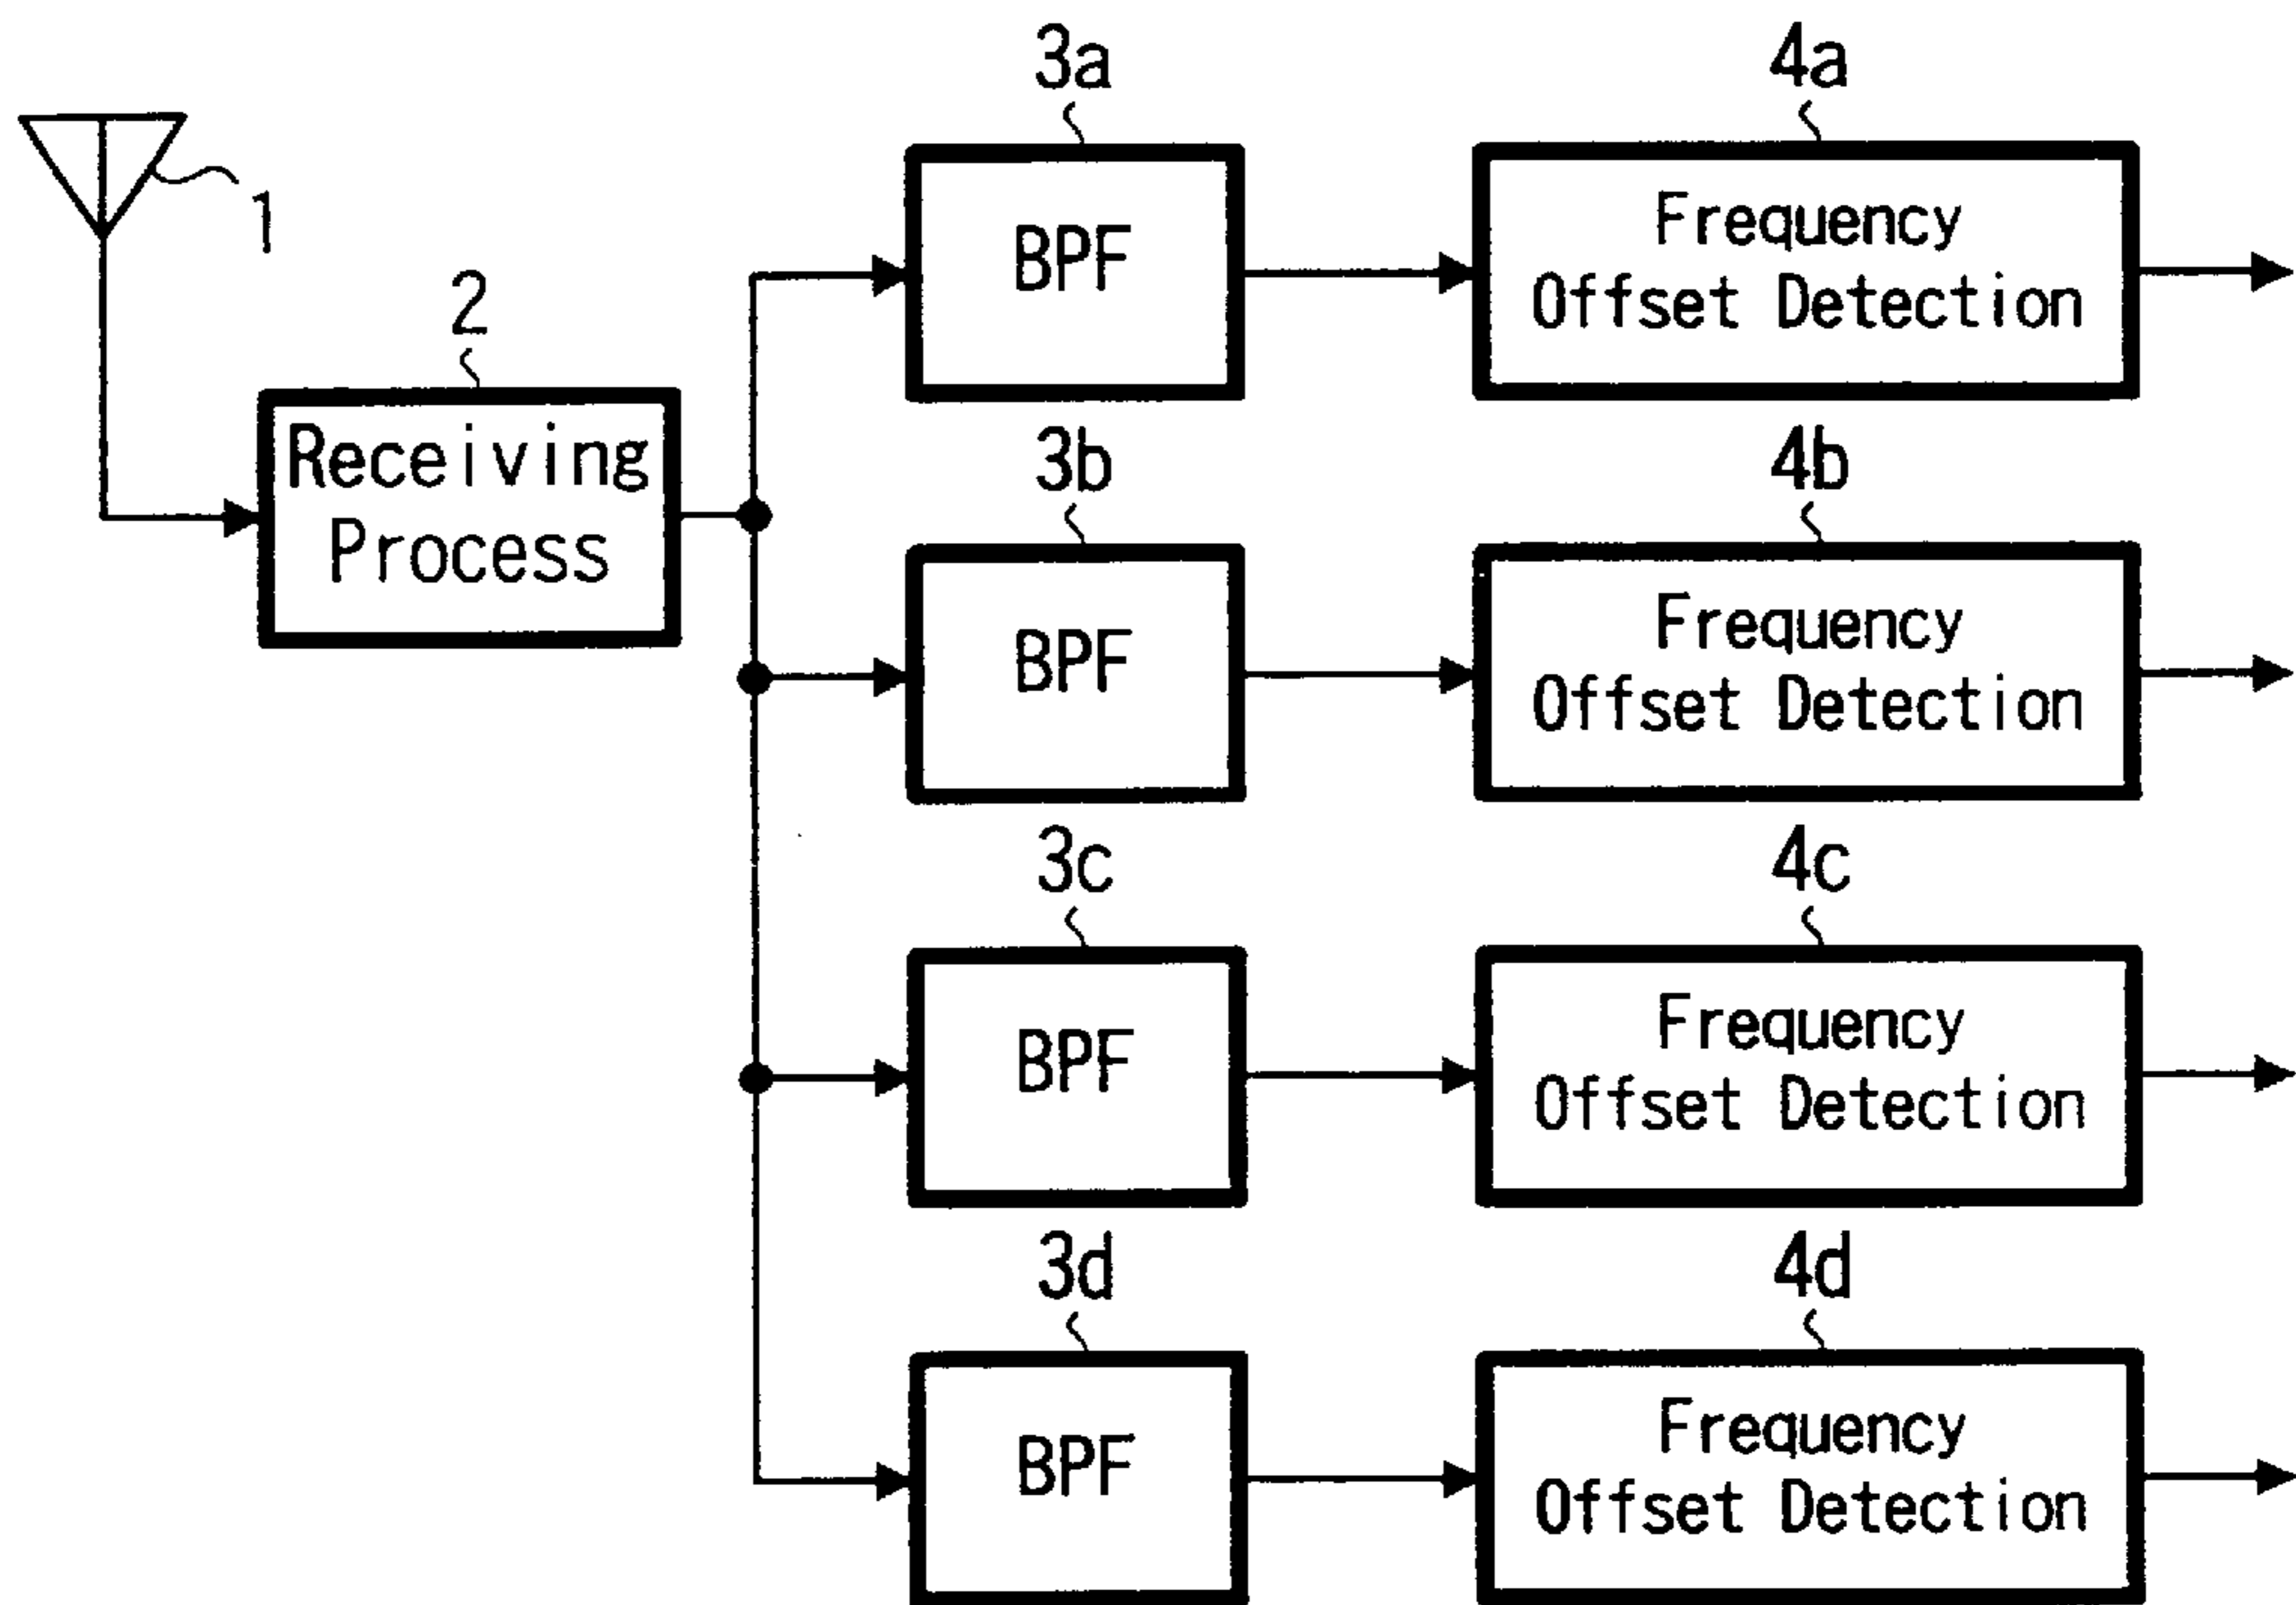 3a
4a
1
BPF
Frequency
Offset Detection
2
Receiving
Process
3b
4b
BPF
Frequency
Offset Detection
3c
4c
BPF
Frequency
Offset Detection
3d
4d
BPF
Frequency
Offset Detection